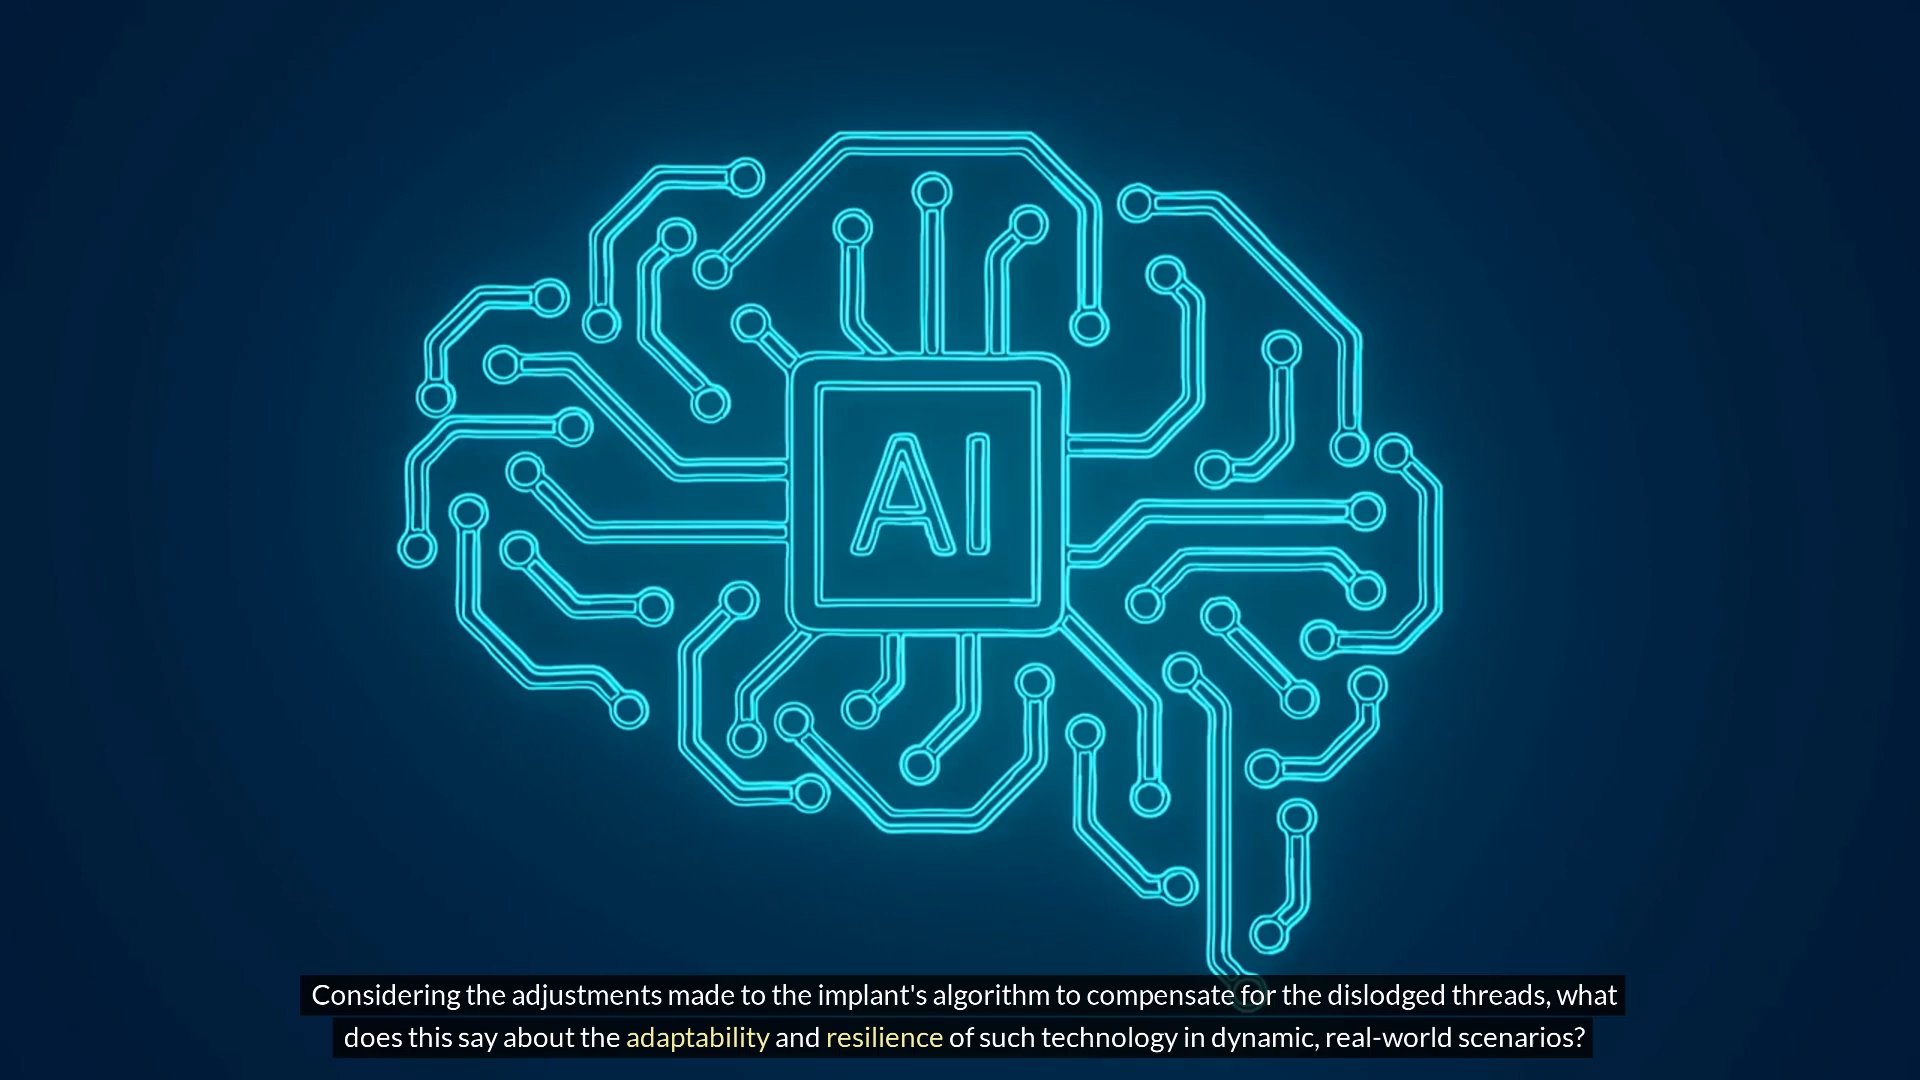 AI
Considering the adjustments made to the implant's algorithm to compensate for the dislodged threads, what
does this say about the adaptability and resilience of such technology in dynamic, real-world scenarios?